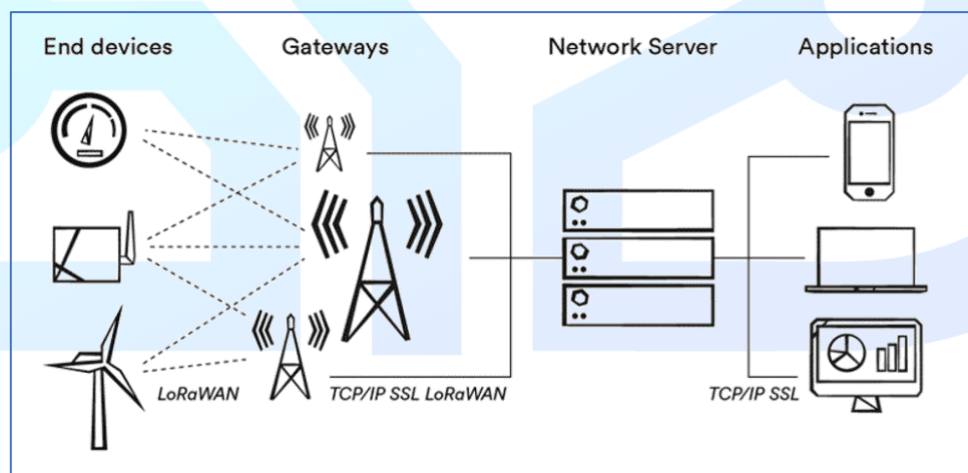 End devices
Gateways
Network Server
Applications
LoRaWAN
TCP/IP SSL LoRaWAN
TCP/IP SSL